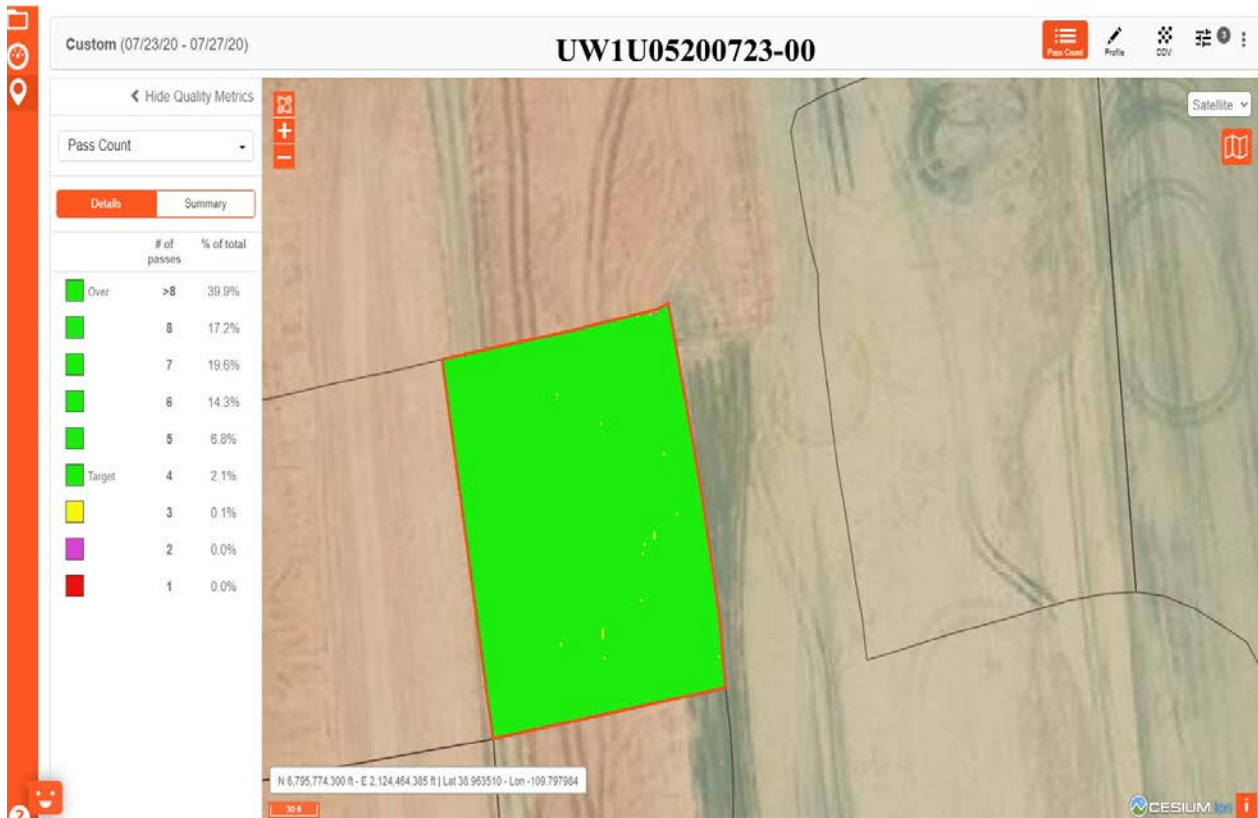 Custom (07/23/20 - 07/27/20)
UW1U05200723-00
Pass Count
Profile
CCV
Hide Quality Metrics
Satellite
Pass Count
Details Summary
# of passes % of total
Over >8 39.9%
8 17.2%
7 19.6%
6 14.3%
5 6.8%
Target 4 2.1%
3 0.1%
2 0.0%
1 0.0%
N 6,795,774.300 ft - E 2,124,464.385 ft | Lat 38.963510 - Lon -109.797984
CESIUM ion